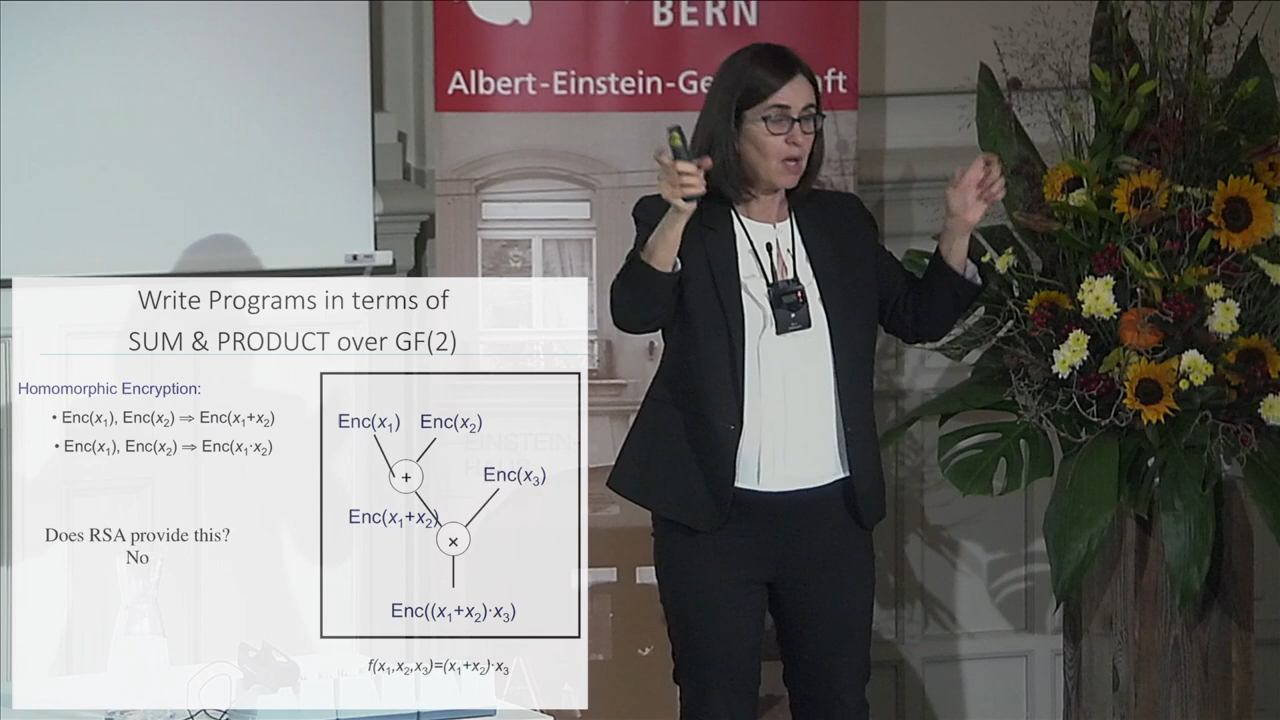 BERN
Albert-Einstein-Ge
ft
Write Programs in terms of
SUM & PRODUCT over GF(2)
Homomorphic Encryption:
• Enc(x₁), Enc(x₂) ⇒ Enc(x₁+x₂)
• Enc(x₁), Enc(x₂) ⇒ Enc(x₁·x₂)
Does RSA provide this?
No
Enc(x₁) Enc(x₂)
+
Enc(x₃)
Enc(x₁+x₂)
×
Enc((x₁+x₂)·x₃)
f(x₁,x₂,x₃)=(x₁+x₂)·x₃